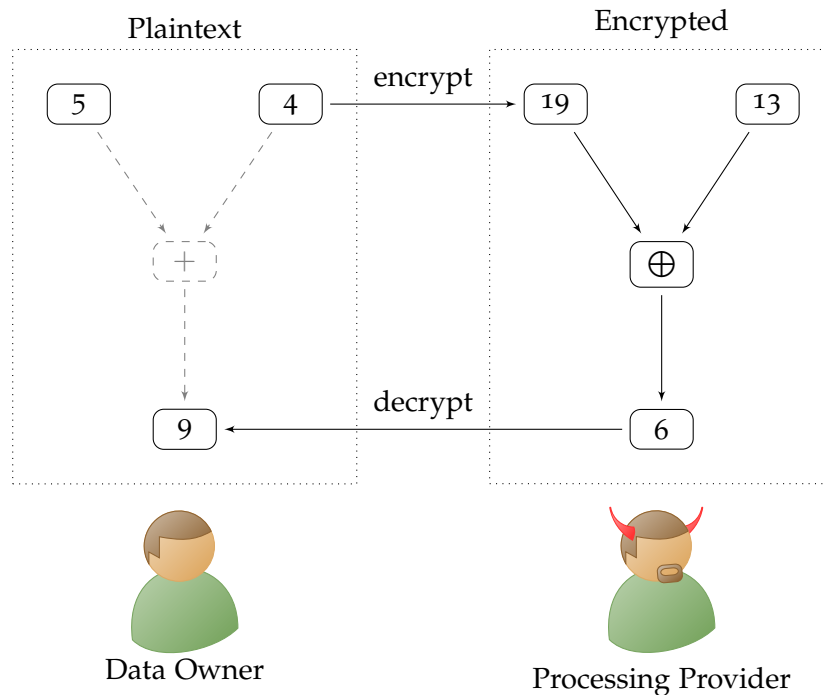 Plaintext
Encrypted
5
4
encrypt
19
13
+
⊕
9
decrypt
6
Data Owner
Processing Provider